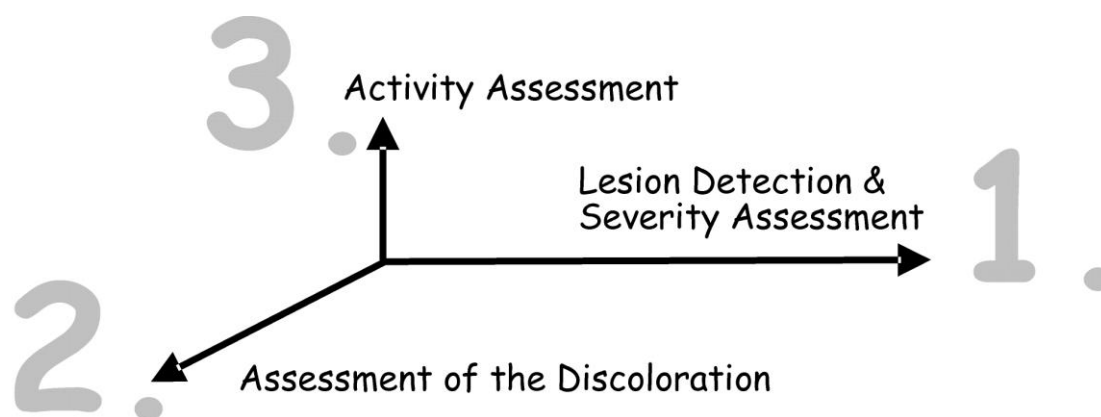 3.
Activity Assessment
Lesion Detection &
Severity Assessment
1.
2.
Assessment of the Discoloration